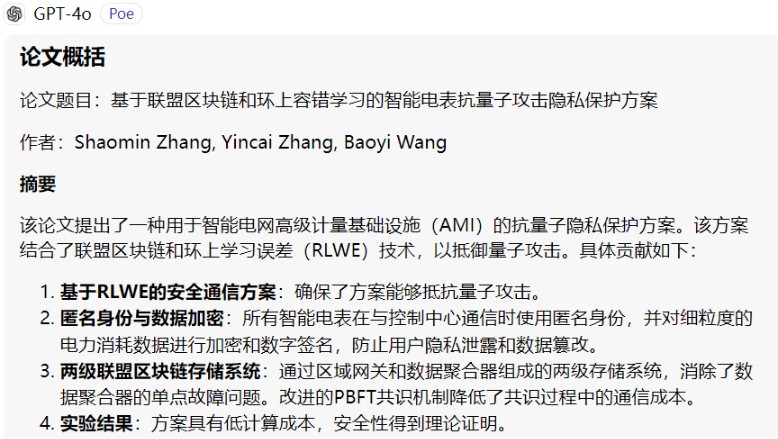 GPT-4o Poe
论文概括
论文题目：基于联盟区块链和环上容错学习的智能电表抗量子攻击隐私保护方案
作者：Shaomin Zhang, Yincai Zhang, Baoyi Wang
摘要
该论文提出了一种用于智能电网高级计量基础设施（AMI）的抗量子隐私保护方案。该方案
结合了联盟区块链和环上学习误差（RLWE）技术，以抵御量子攻击。具体贡献如下：
1. 基于RLWE的安全通信方案：确保了方案能够抵抗量子攻击。
2. 匿名身份与数据加密：所有智能电表在与控制中心通信时使用匿名身份，并对细粒度的
电力消耗数据进行加密和数字签名，防止用户隐私泄露和数据篡改。
3. 两级联盟区块链存储系统：通过区域网关和数据聚合器组成的两级存储系统，消除了数
据聚合器的单点故障问题。改进的PBFT共识机制降低了共识过程中的通信成本。
4. 实验结果：方案具有低计算成本，安全性得到理论证明。